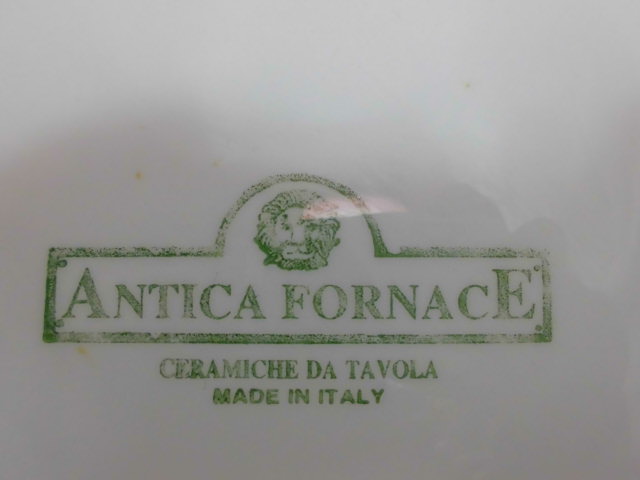 ANTICA FORNACE
CERAMICHE DA TAVOLA
MADE IN ITALY